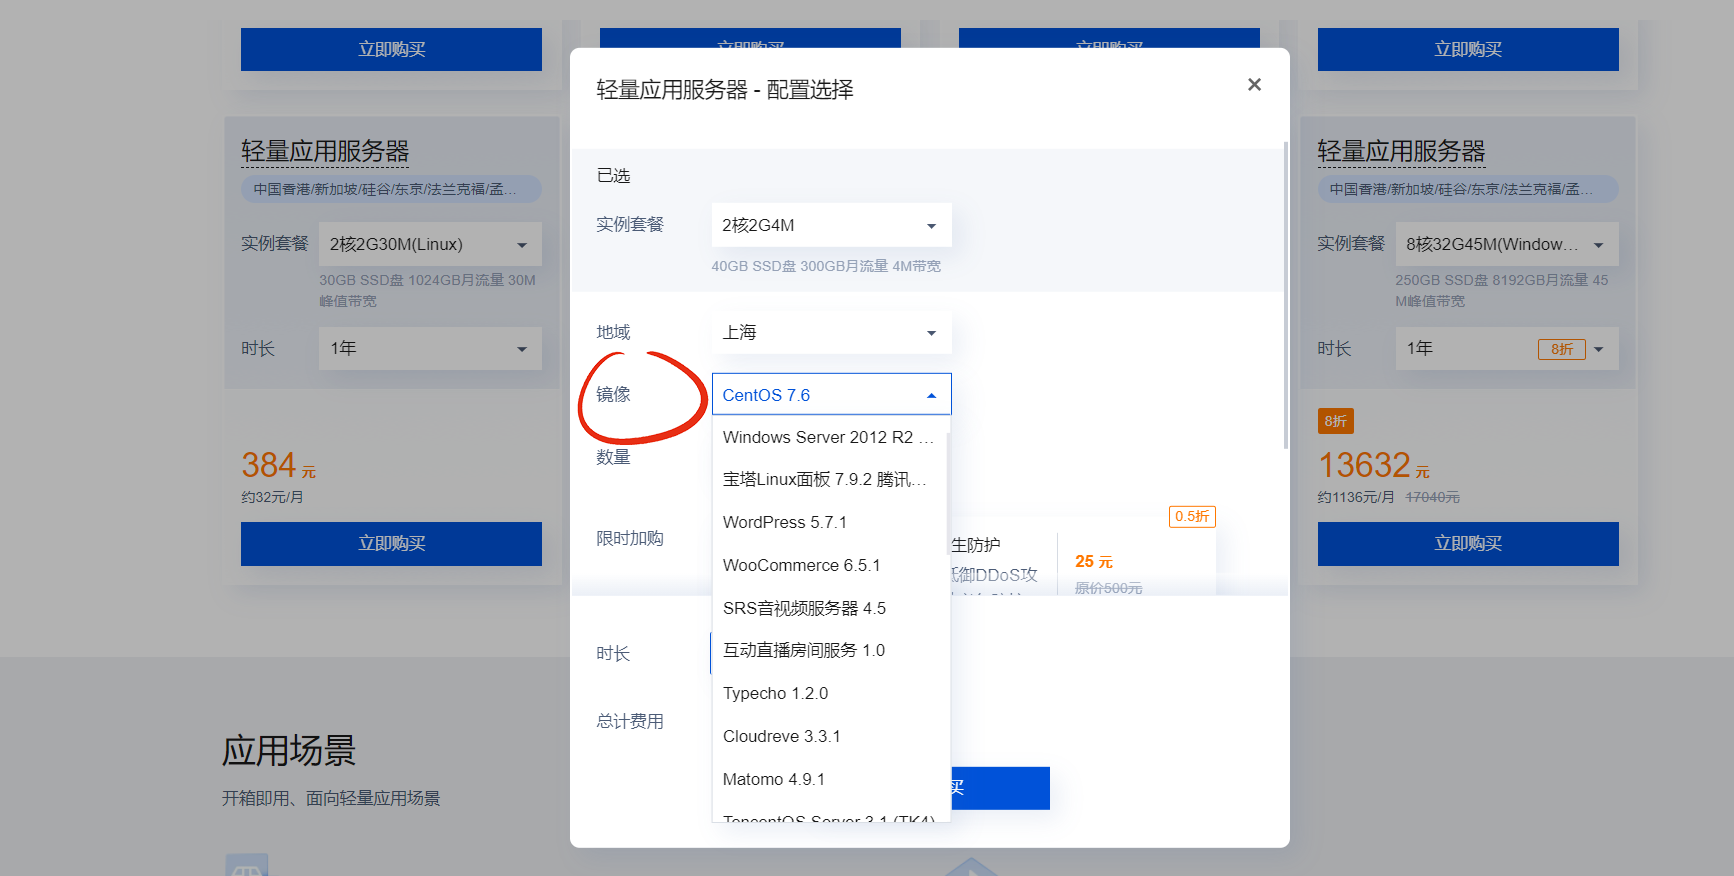 立即购买
立即购买
立即购买
立即购买
轻量应用服务器
中国香港/新加坡/硅谷/东京/法兰克福/孟...
实例套餐
2核2G30M(Linux)
30GB SSD盘 1024GB月流量 30M
峰值带宽
时长
1年
384 元
约32元/月
立即购买
轻量应用服务器 - 配置选择
已选
实例套餐
2核2G4M
40GB SSD盘 300GB月流量 4M带宽
地域
上海
镜像
CentOS 7.6
Windows Server 2012 R2 ...
宝塔Linux面板 7.9.2 腾讯...
WordPress 5.7.1
WooCommerce 6.5.1
SRS音视频服务器 4.5
互动直播房间服务 1.0
Typecho 1.2.0
Cloudreve 3.3.1
Matomo 4.9.1
TencentOS Server 3.1 (TK4)
数量
限时加购
0.5折
生防护
御DDoS攻
25 元
原价500元
时长
总计费用
买
轻量应用服务器
中国香港/新加坡/硅谷/东京/法兰克福/孟...
实例套餐
8核32G45M(Window...
250GB SSD盘 8192GB月流量 45
M峰值带宽
时长
1年
8折
8折
13632 元
约1136元/月 17040元
立即购买
应用场景
开箱即用、面向轻量应用场景